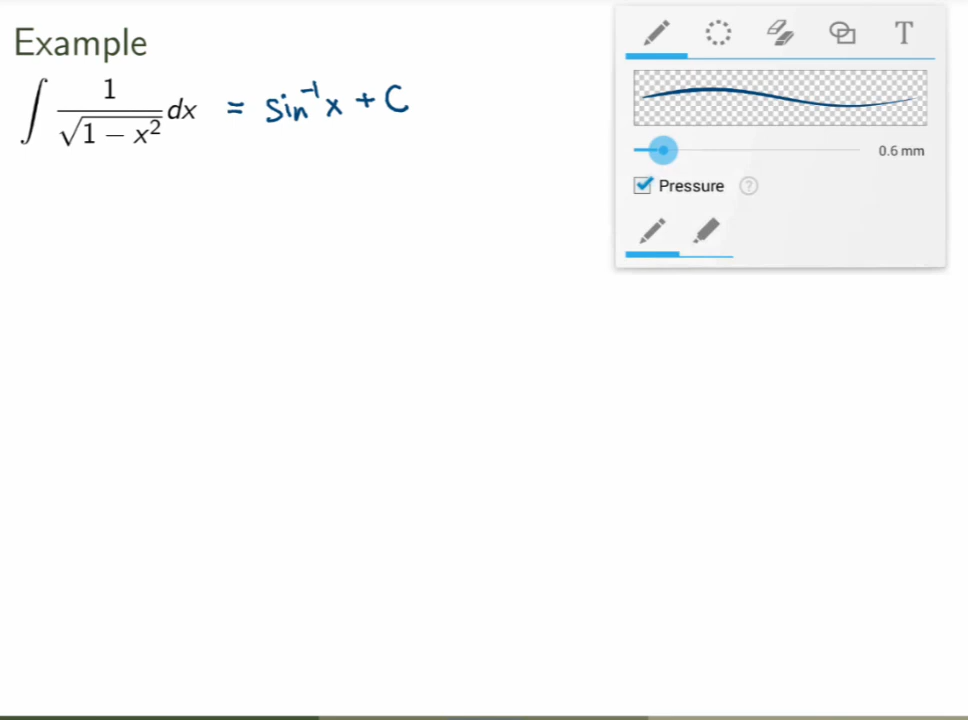 Example
∫ 1/√(1 − x²) dx = sin⁻¹x + C
0.6 mm
Pressure ?
T